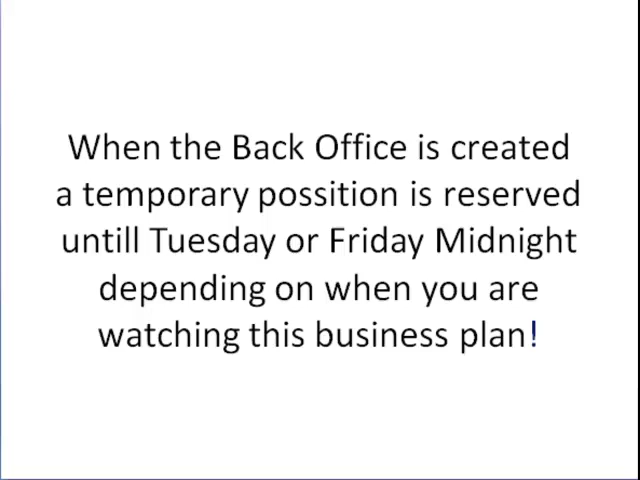 When the Back Office is created
a temporary possition is reserved
untill Tuesday or Friday Midnight
depending on when you are
watching this business plan!